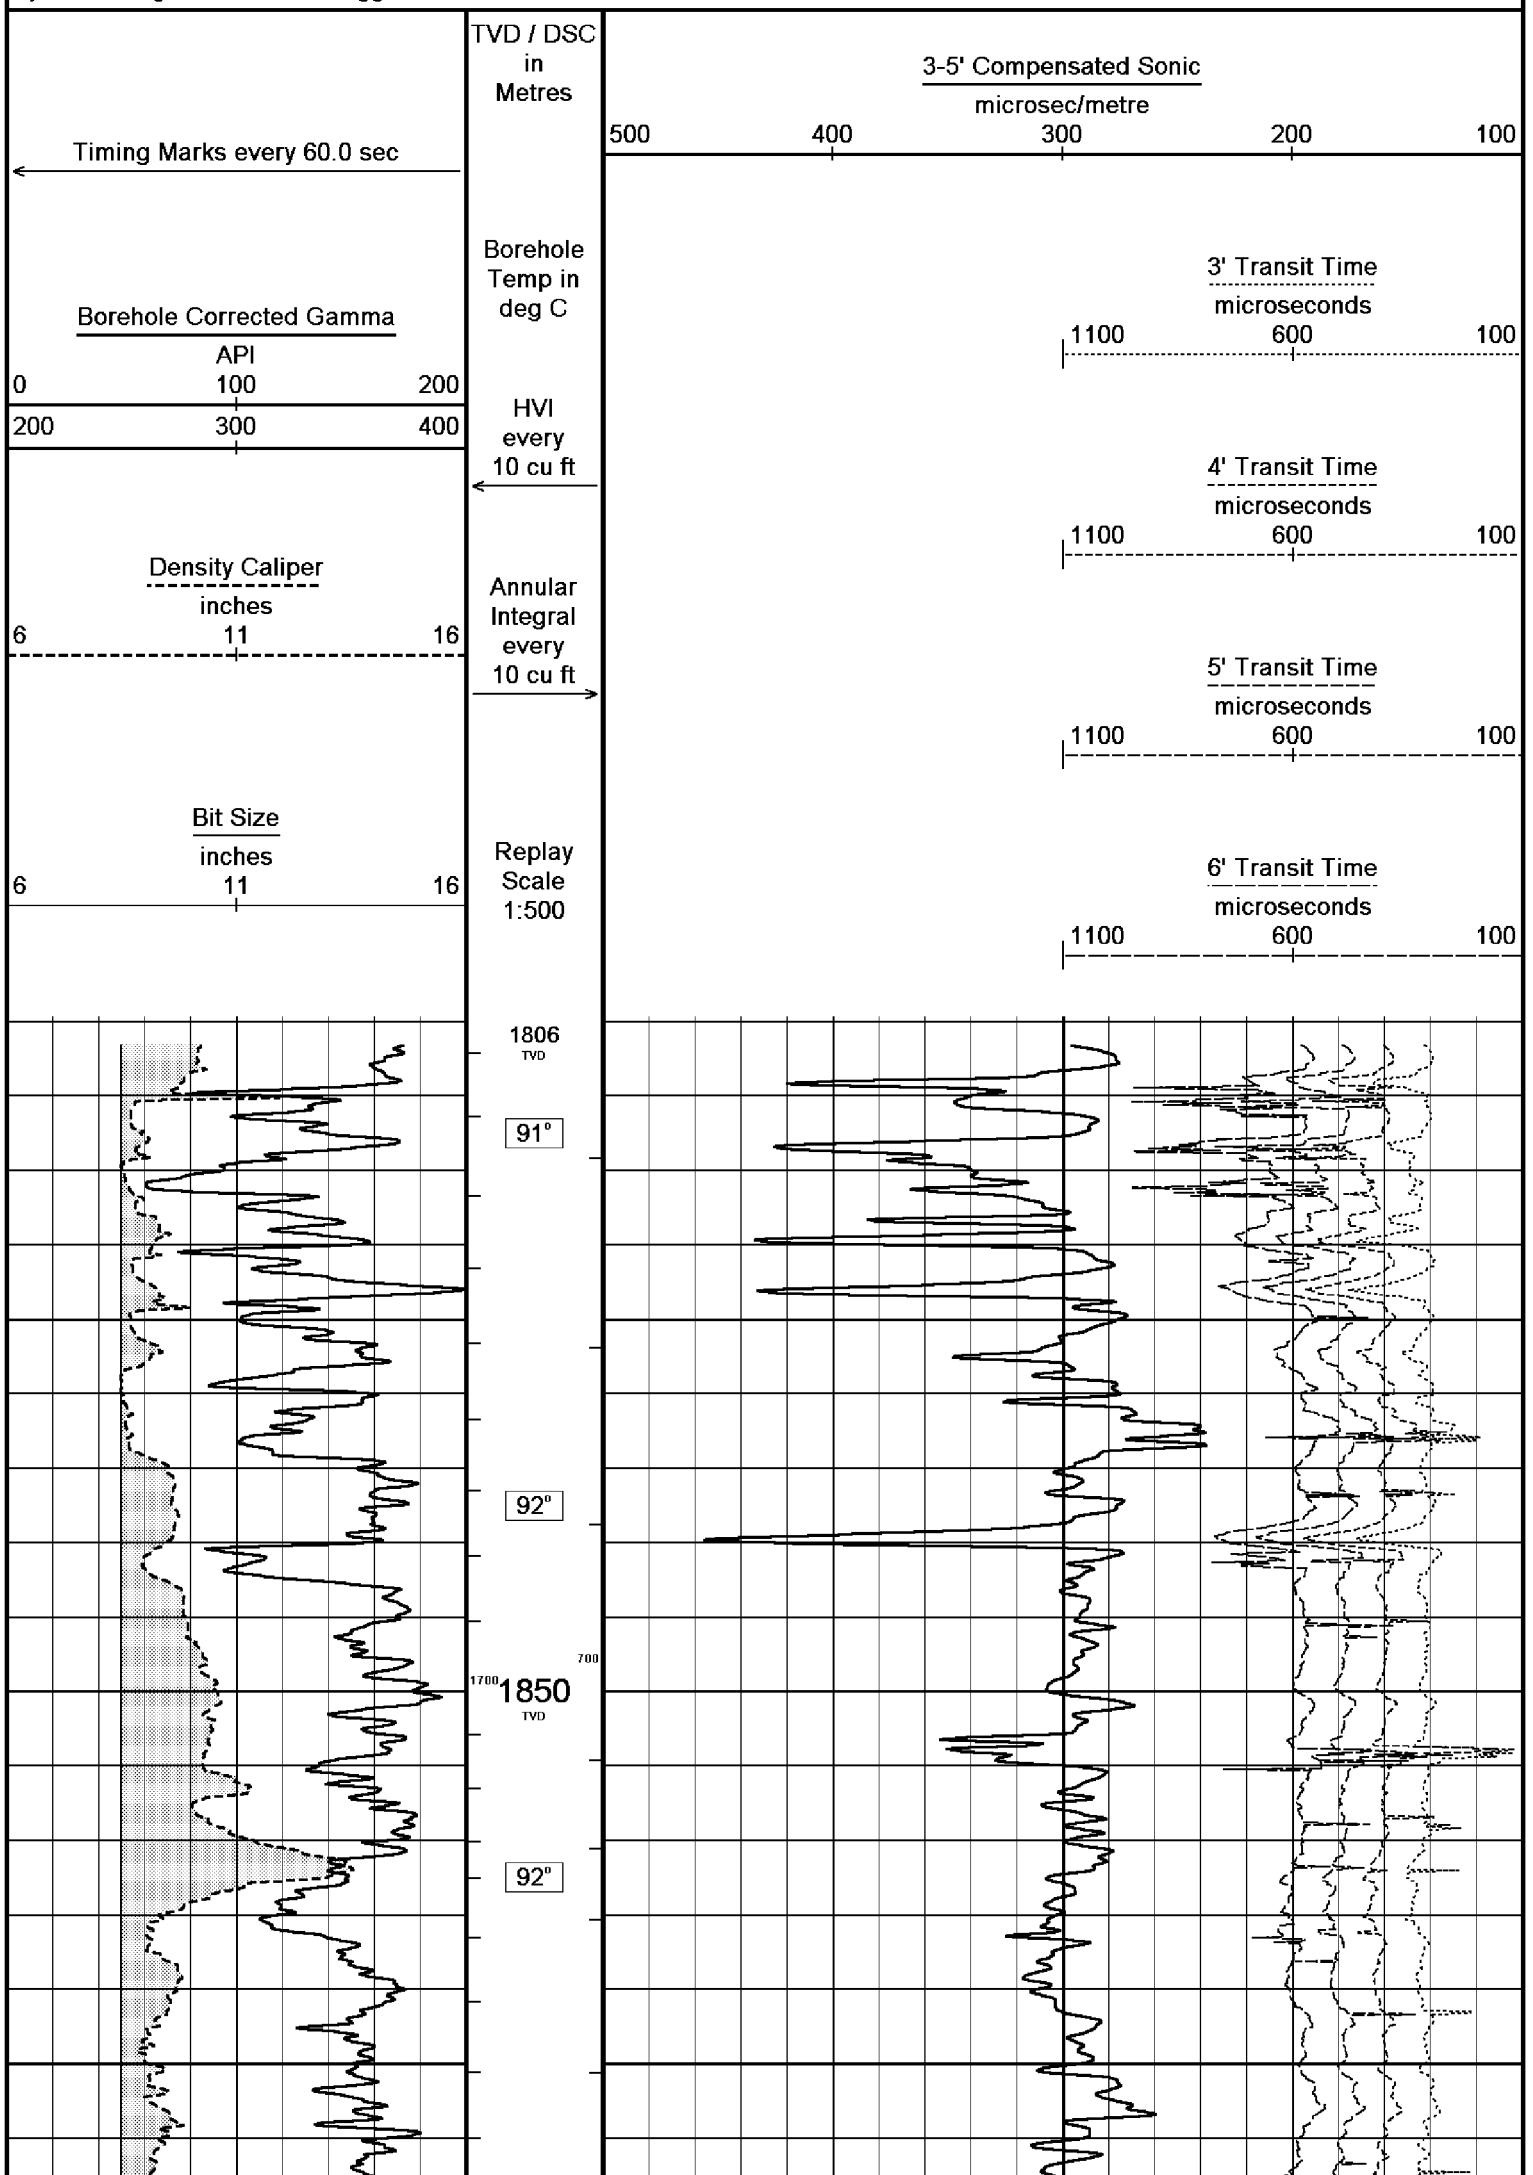 Timing Marks every 60.0 sec
Borehole Corrected Gamma
API
0 100 200
200 300 400
Density Caliper
inches
6 11 16
Bit Size
inches
6 11 16
TVD / DSC
in
Metres
Borehole
Temp in
deg C
HVI
every
10 cu ft
Annular
Integral
every
10 cu ft
Replay
Scale
1:500
3-5' Compensated Sonic
microsec/metre
500 400 300 200 100
3' Transit Time
microseconds
1100 600 100
4' Transit Time
microseconds
1100 600 100
5' Transit Time
microseconds
1100 600 100
6' Transit Time
microseconds
1100 600 100
1806
TVD
91°
92°
700
1700 1850
TVD
92°